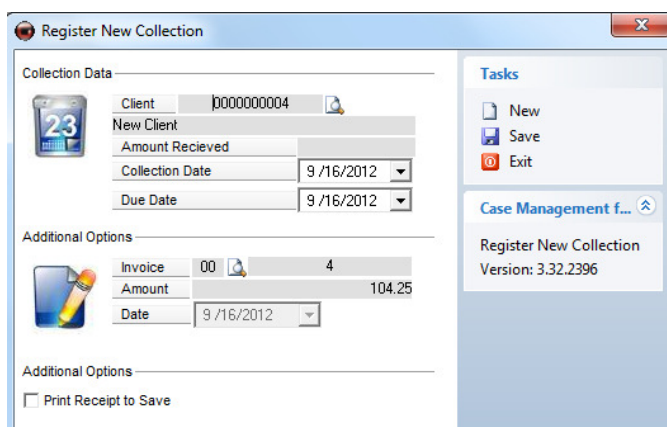 Register New Collection
Collection Data
Client 0000000004
New Client
Amount Recieved
Collection Date 9 /16/2012
Due Date 9 /16/2012
Additional Options
Invoice 00 4
Amount 104.25
Date 9 /16/2012
Additional Options
Print Receipt to Save
Tasks
New
Save
Exit
Case Management f...
Register New Collection
Version: 3.32.2396
23